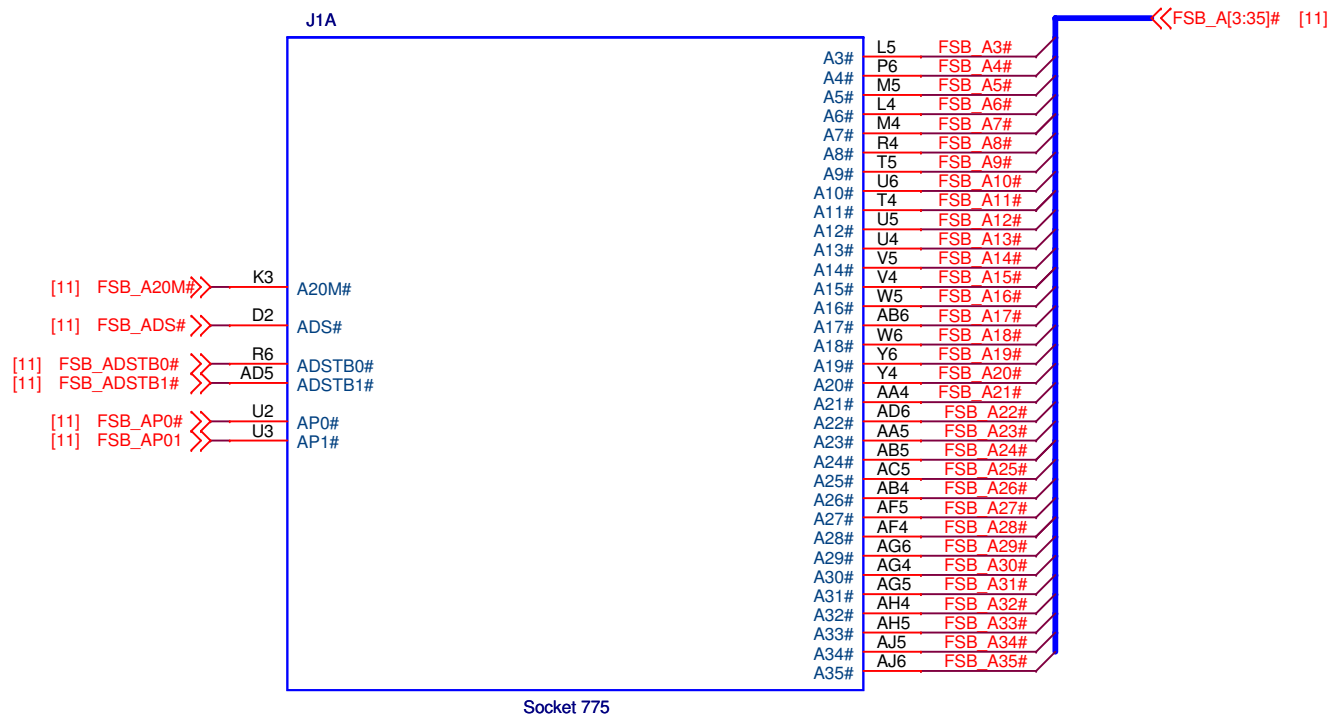 J1A
FSB_A[3:35]# [11]
A3# L5 FSB_A3#
A4# P6 FSB_A4#
A5# M5 FSB_A5#
A6# L4 FSB_A6#
A7# M4 FSB_A7#
A8# R4 FSB_A8#
A9# T5 FSB_A9#
A10# U6 FSB_A10#
A11# T4 FSB_A11#
A12# U5 FSB_A12#
A13# U4 FSB_A13#
A14# V5 FSB_A14#
A15# V4 FSB_A15#
A16# W5 FSB_A16#
A17# AB6 FSB_A17#
A18# W6 FSB_A18#
A19# Y6 FSB_A19#
A20# Y4 FSB_A20#
A21# AA4 FSB_A21#
A22# AD6 FSB_A22#
A23# AA5 FSB_A23#
A24# AB5 FSB_A24#
A25# AC5 FSB_A25#
A26# AB4 FSB_A26#
A27# AF5 FSB_A27#
A28# AF4 FSB_A28#
A29# AG6 FSB_A29#
A30# AG4 FSB_A30#
A31# AG5 FSB_A31#
A32# AH4 FSB_A32#
A33# AH5 FSB_A33#
A34# AJ5 FSB_A34#
A35# AJ6 FSB_A35#
[11] FSB_A20M# K3 A20M#
[11] FSB_ADS# D2 ADS#
[11] FSB_ADSTB0# R6 ADSTB0#
[11] FSB_ADSTB1# AD5 ADSTB1#
[11] FSB_AP0# U2 AP0#
[11] FSB_AP01 U3 AP1#
Socket 775